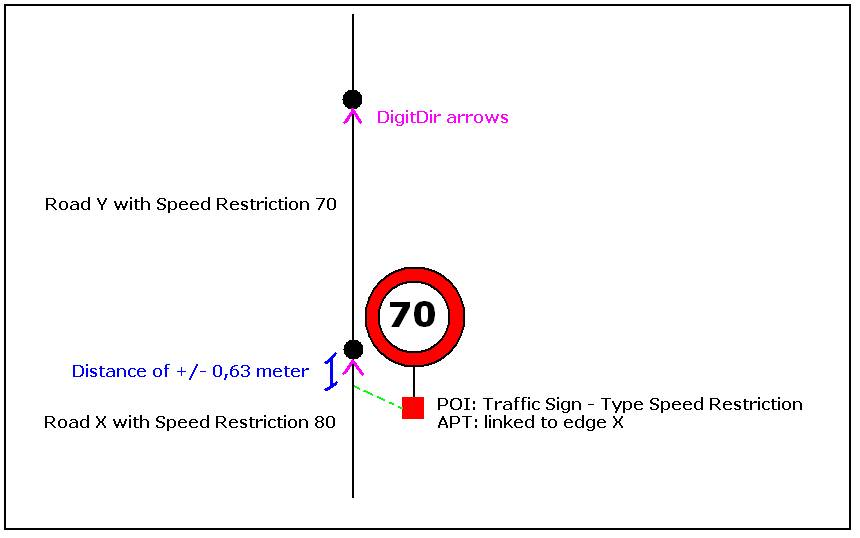 DigitDir arrows
Road Y with Speed Restriction 70
70
Distance of +/- 0,63 meter
POI: Traffic Sign - Type Speed Restriction
APT: linked to edge X
Road X with Speed Restriction 80